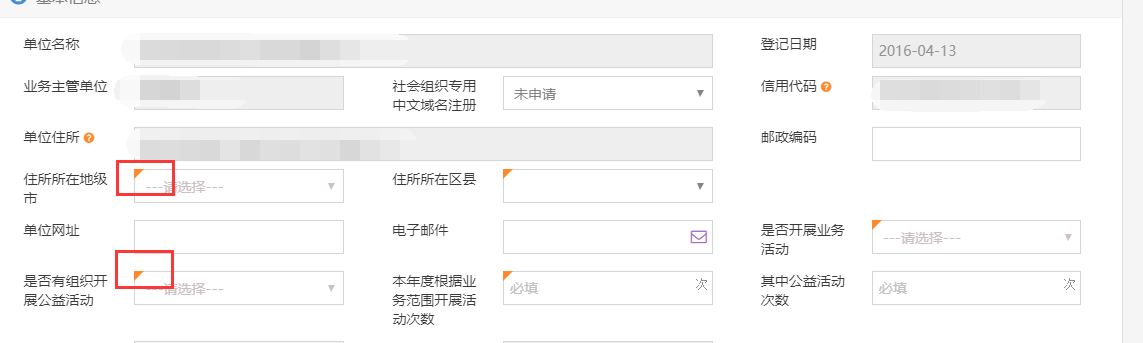 基本信息
单位名称
登记日期 2016-04-13
业务主管单位
社会组织专用
中文域名注册
未申请
信用代码 ?
单位住所 ?
邮政编码
住所所在地级
市
---请选择---
住所所在区县
单位网址
电子邮件
是否开展业务
活动
---请选择---
是否有组织开
展公益活动
---请选择---
本年度根据业
务范围开展活
动次数
必填 次
其中公益活动
次数
必填 次